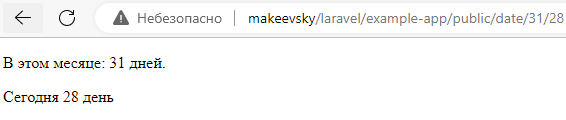 Небезопасно makeevsky/laravel/example-app/public/date/31/28
В этом месяце: 31 дней.
Сегодня 28 день